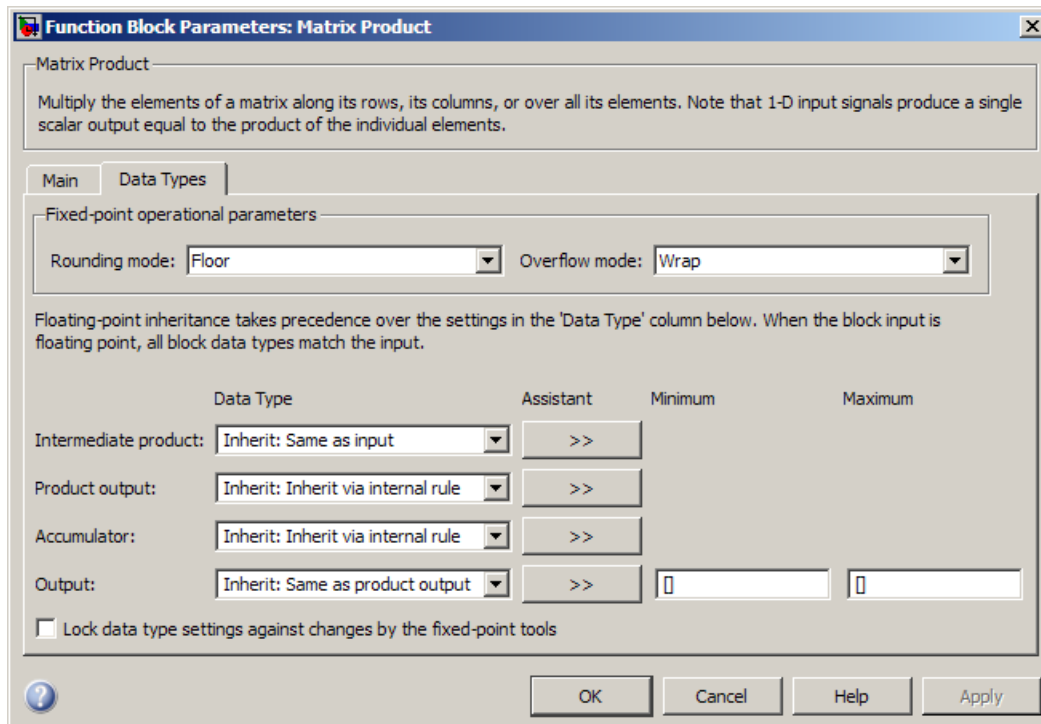 Function Block Parameters: Matrix Product
Matrix Product
Multiply the elements of a matrix along its rows, its columns, or over all its elements. Note that 1-D input signals produce a single
scalar output equal to the product of the individual elements.
Main Data Types
Fixed-point operational parameters
Rounding mode: Floor Overflow mode: Wrap
Floating-point inheritance takes precedence over the settings in the 'Data Type' column below. When the block input is
floating point, all block data types match the input.
Data Type Assistant Minimum Maximum
Intermediate product: Inherit: Same as input >>
Product output: Inherit: Inherit via internal rule >>
Accumulator: Inherit: Inherit via internal rule >>
Output: Inherit: Same as product output >> [] []
Lock data type settings against changes by the fixed-point tools
? OK Cancel Help Apply